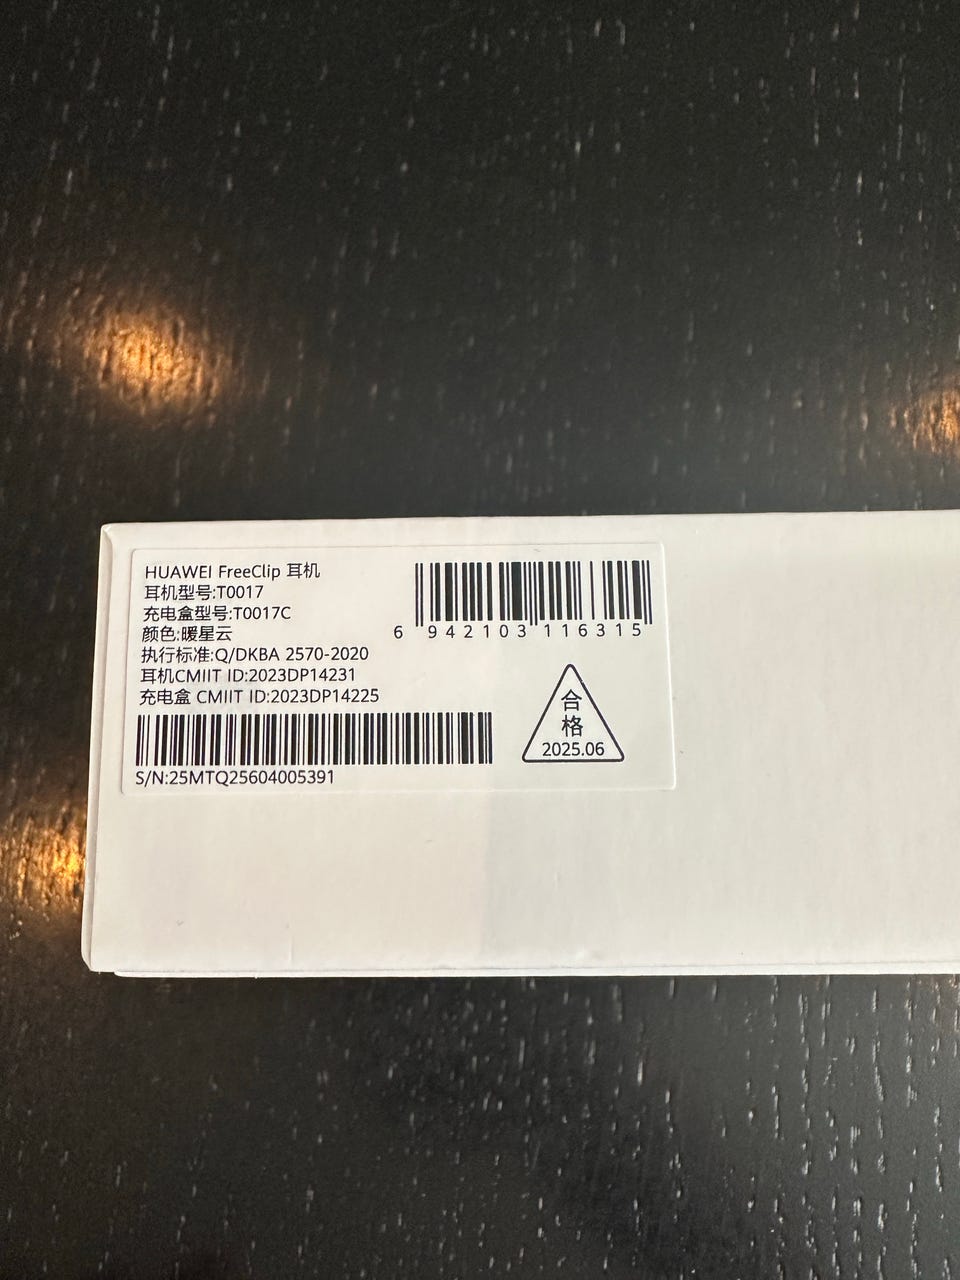 HUAWEI FreeClip 耳机
耳机型号:T0017
充电盒型号:T0017C
颜色:暖星云
执行标准:Q/DKBA 2570-2020
耳机CMIIT ID:2023DP14231
充电盒 CMIIT ID:2023DP14225
S/N:25MTQ25604005391
6 942103 116315
合
格
2025.06